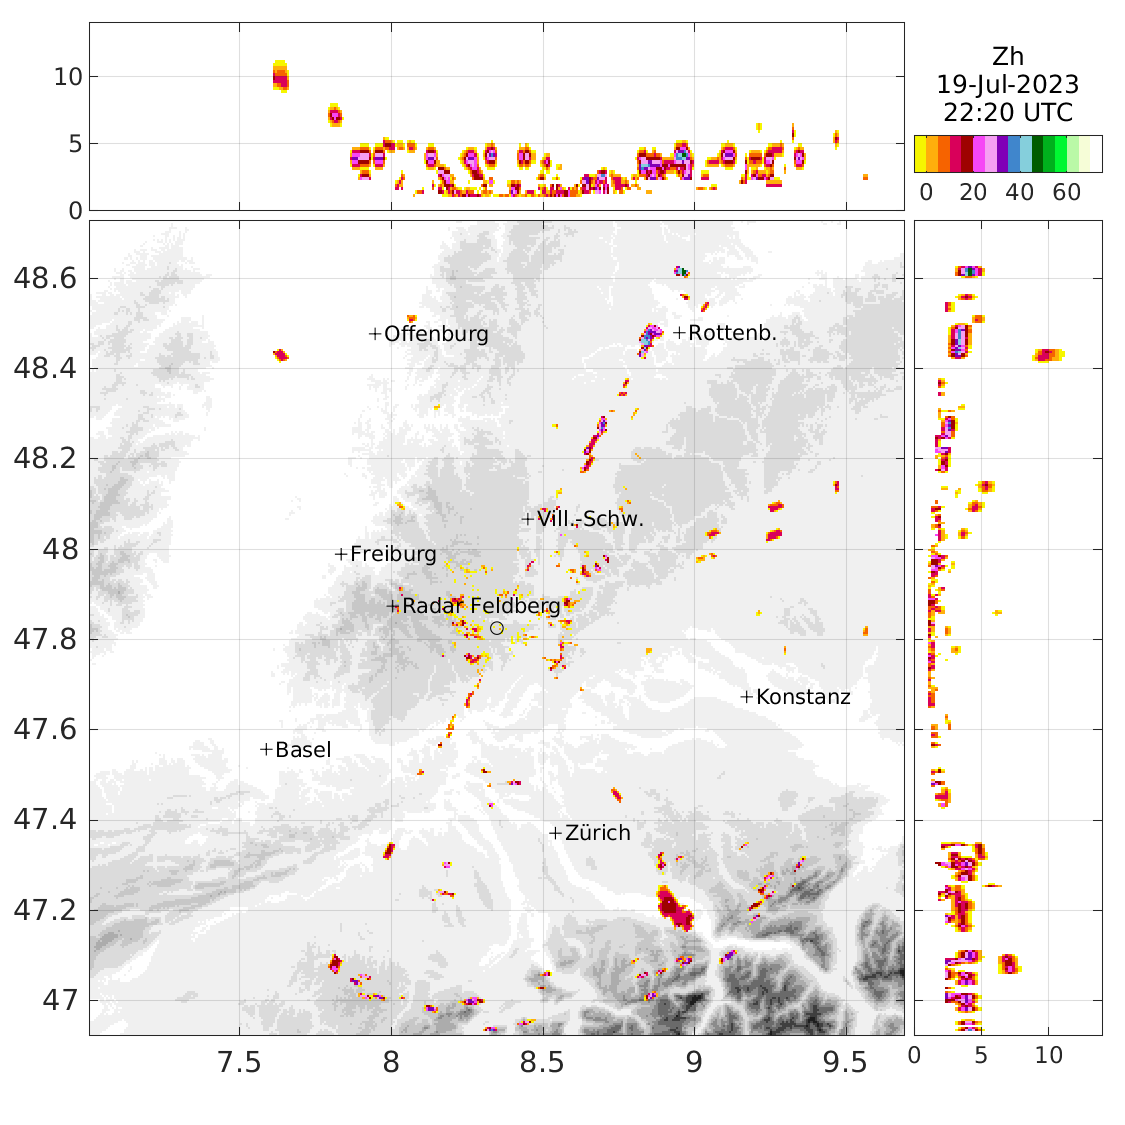 10
5
0
Zh
19-Jul-2023
22:20 UTC
0 20 40 60
48.6
48.4
48.2
48
47.8
47.6
47.4
47.2
47
Offenburg
Rottenb.
Vill.-Schw.
Freiburg
Radar Feldberg
Konstanz
Basel
Zürich
7.5 8 8.5 9 9.5
0 5 10